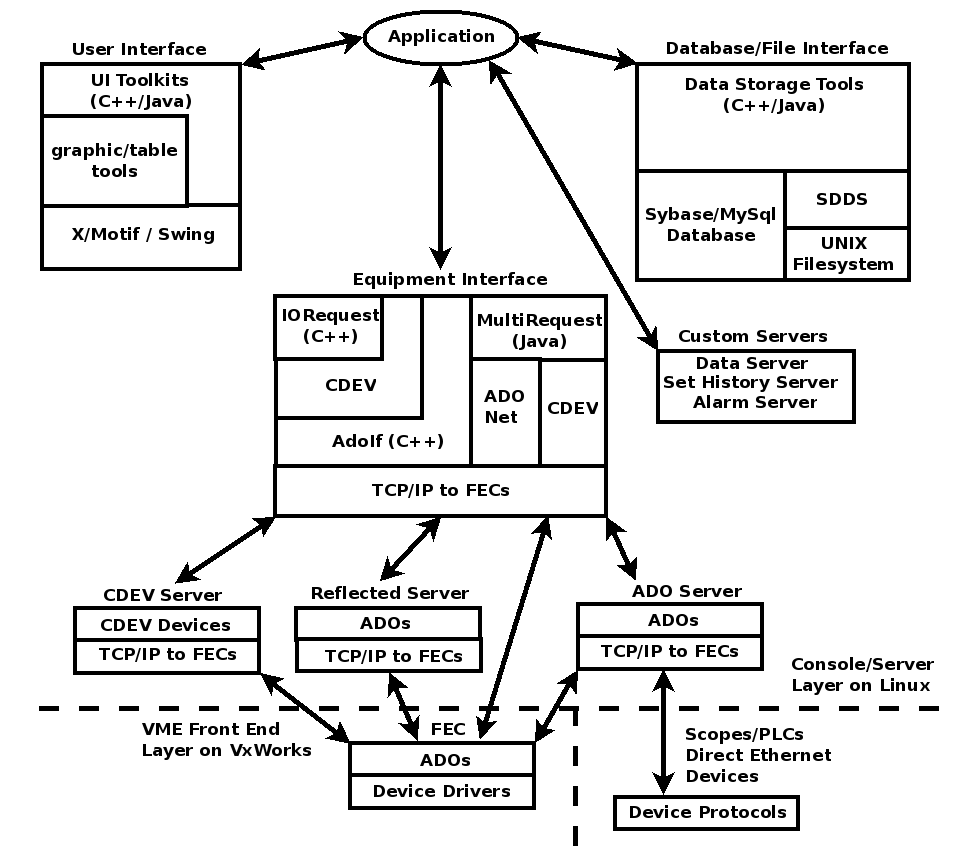 Application
User Interface
UI Toolkits
(C++/Java)
graphic/table
tools
X/Motif / Swing
Database/File Interface
Data Storage Tools
(C++/Java)
Sybase/MySql
Database
SDDS
UNIX
Filesystem
Equipment Interface
IORequest
(C++)
CDEV
AdoIf (C++)
MultiRequest
(Java)
ADO
Net
CDEV
TCP/IP to FECs
Custom Servers
Data Server
Set History Server
Alarm Server
CDEV Server
CDEV Devices
TCP/IP to FECs
Reflected Server
ADOs
TCP/IP to FECs
ADO Server
ADOs
TCP/IP to FECs
Console/Server
Layer on Linux
VME Front End
Layer on VxWorks
FEC
ADOs
Device Drivers
Scopes/PLCs
Direct Ethernet
Devices
Device Protocols